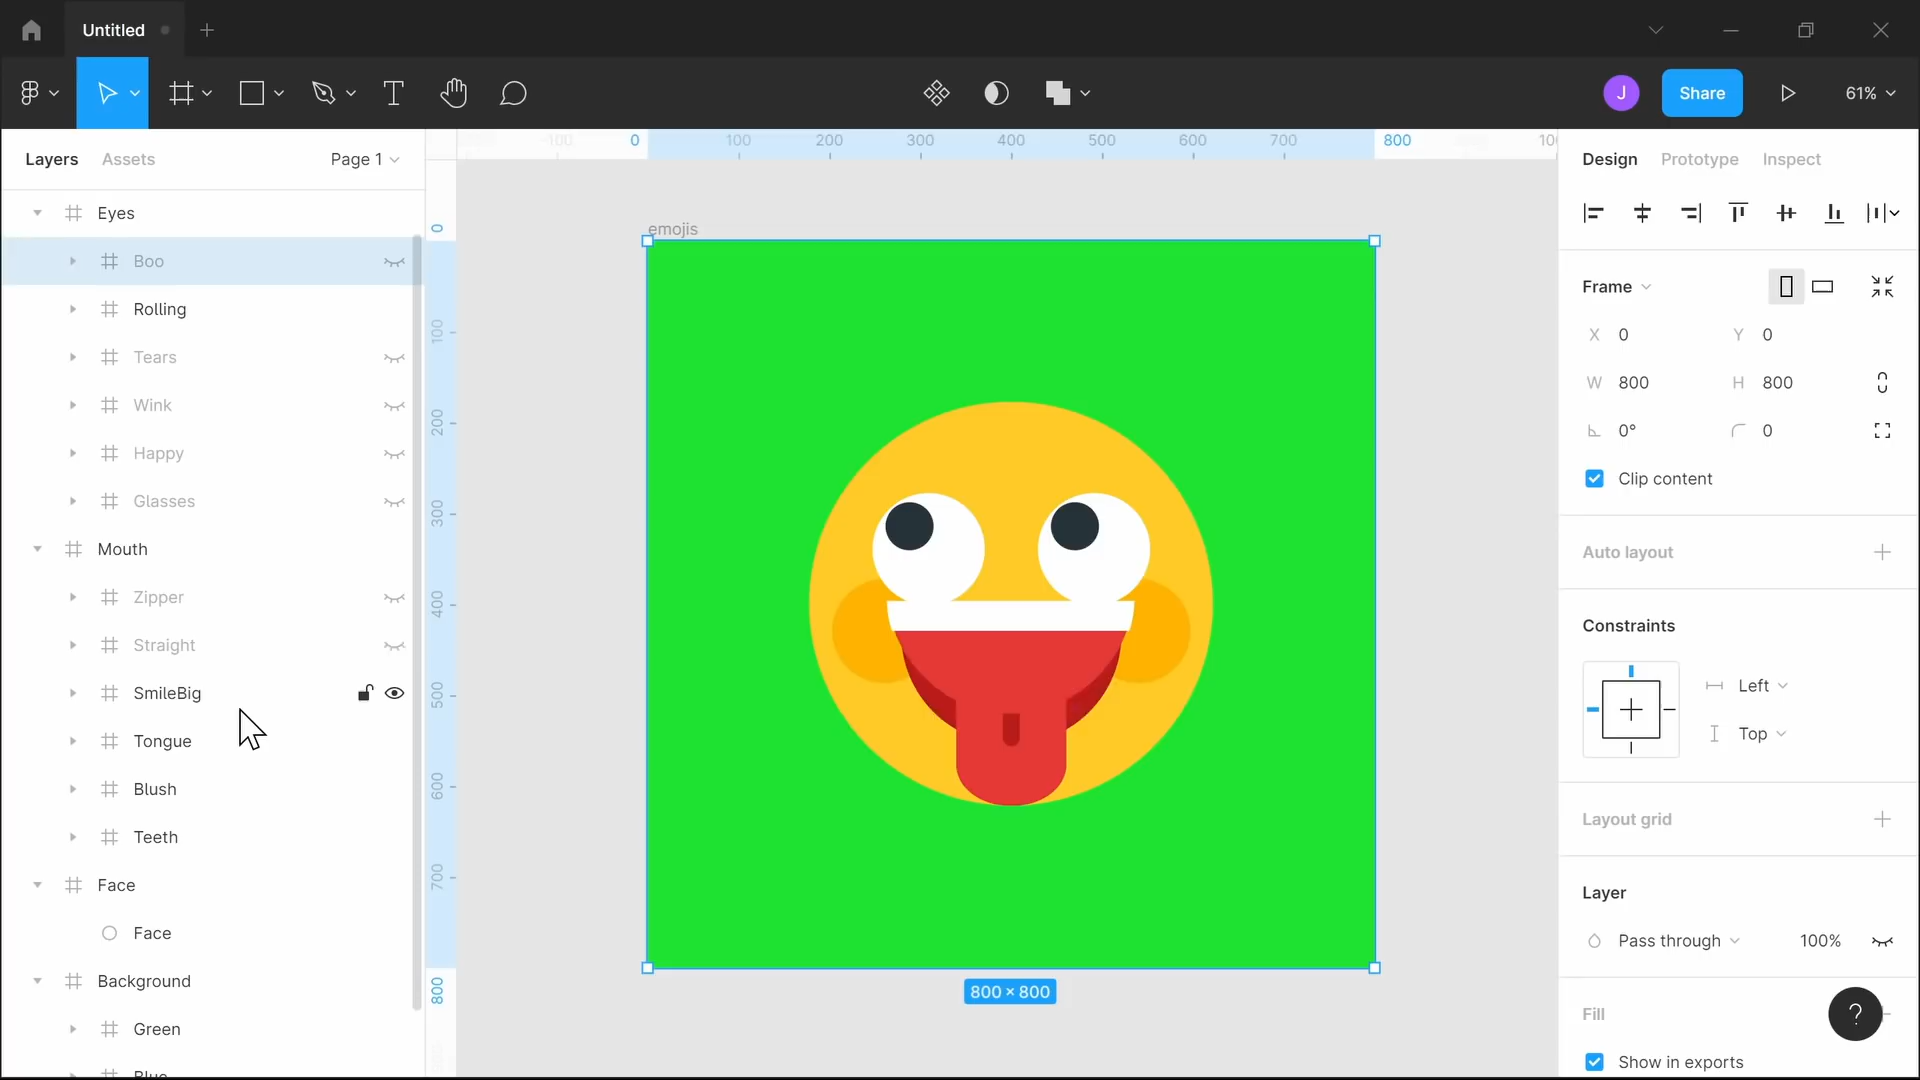 Untitled
Share
61%
J
Layers
Assets
Page 1
Eyes
Boo
Rolling
Tears
Wink
Happy
Glasses
Mouth
Zipper
Straight
SmileBig
Tongue
Blush
Teeth
Face
Face
Background
Green
Blue
-100 0 100 200 300 400 500 600 700 800
0
100
200
300
400
500
600
700
800
emojis
800 × 800
Design
Prototype
Inspect
Frame
X 0
Y 0
W 800
H 800
0°
0
Clip content
Auto layout
Constraints
Left
Top
Layout grid
Layer
Pass through
100%
Fill
?
Show in exports